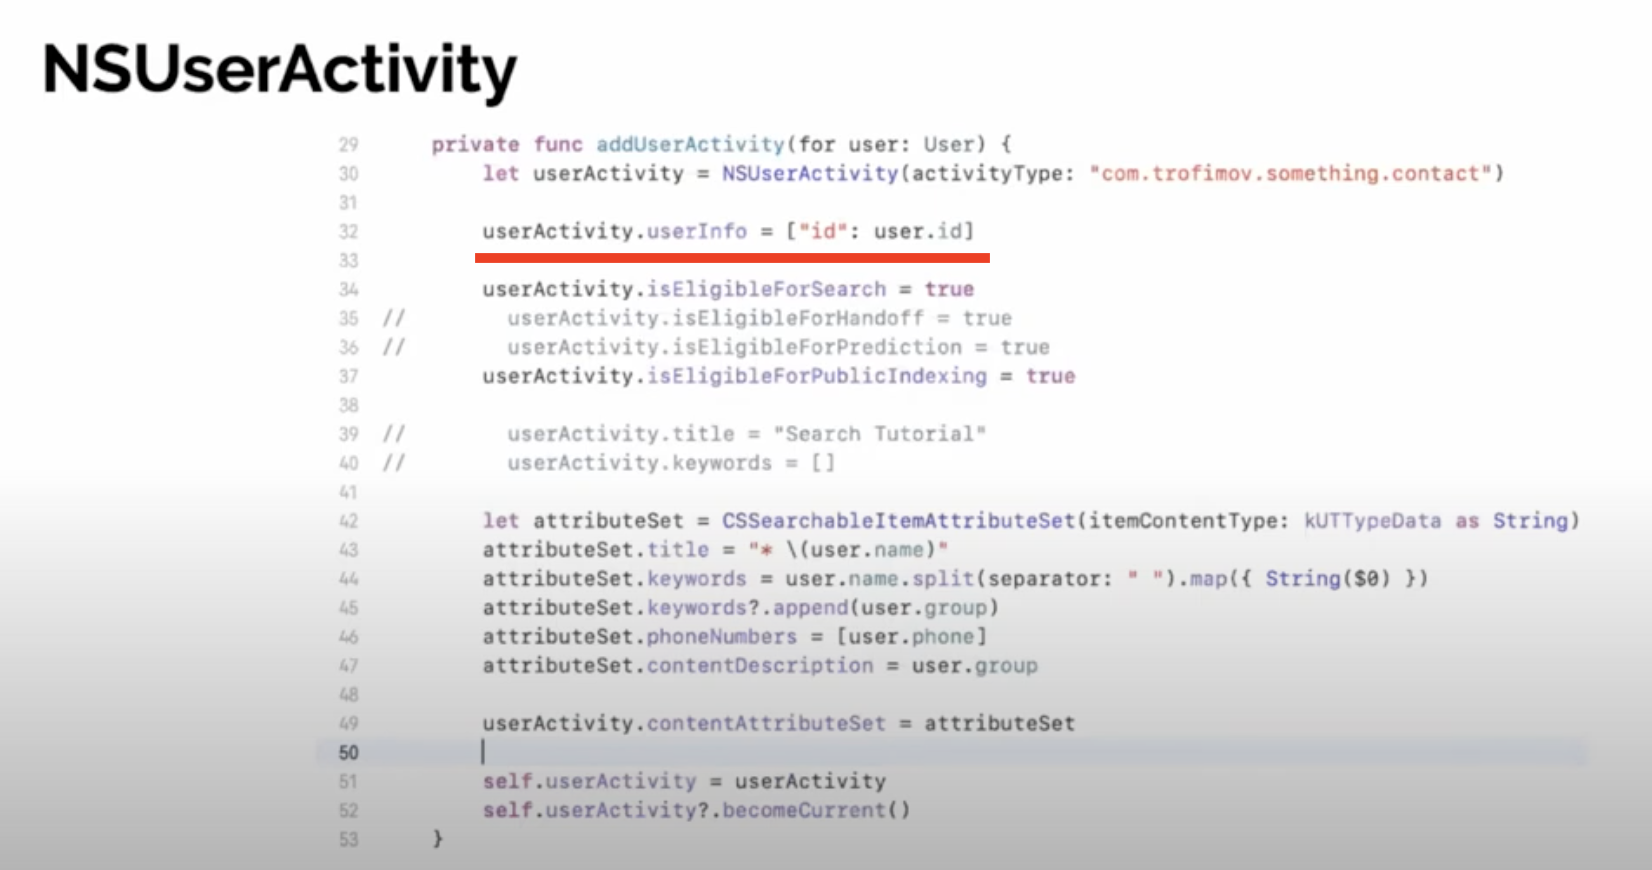 NSUserActivity
29 private func addUserActivity(for user: User) {
30 let userActivity = NSUserActivity(activityType: "com.trofimov.something.contact")
31
32 userActivity.userInfo = ["id": user.id]
33
34 userActivity.isEligibleForSearch = true
35 // userActivity.isEligibleForHandoff = true
36 // userActivity.isEligibleForPrediction = true
37 userActivity.isEligibleForPublicIndexing = true
38
39 // userActivity.title = "Search Tutorial"
40 // userActivity.keywords = []
41
42 let attributeSet = CSSearchableItemAttributeSet(itemContentType: kUTTypeData as String)
43 attributeSet.title = "* \(user.name)"
44 attributeSet.keywords = user.name.split(separator: " ").map({ String($0) })
45 attributeSet.keywords?.append(user.group)
46 attributeSet.phoneNumbers = [user.phone]
47 attributeSet.contentDescription = user.group
48
49 userActivity.contentAttributeSet = attributeSet
50
51 self.userActivity = userActivity
52 self.userActivity?.becomeCurrent()
53 }